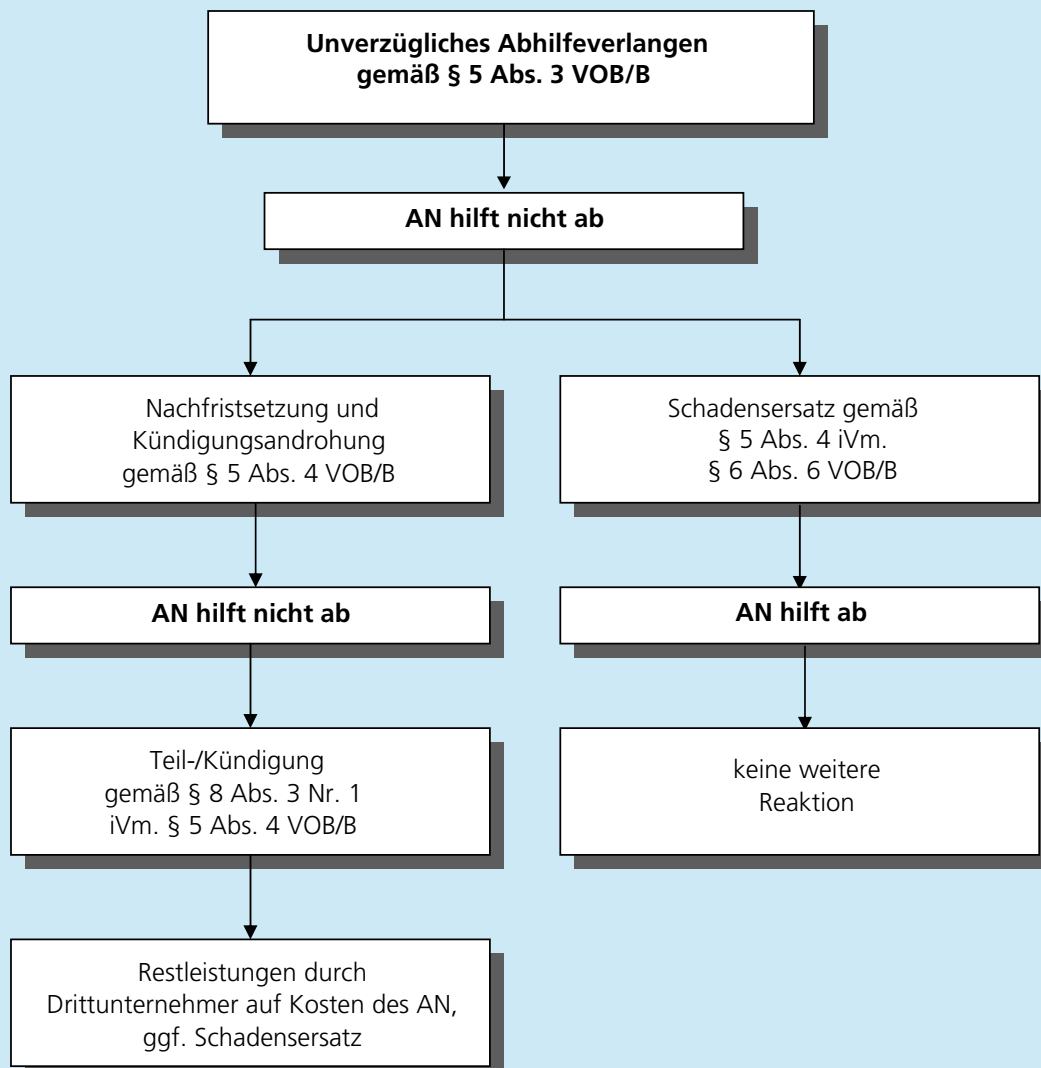 Unverzügliches Abhilfeverlangen
gemäß § 5 Abs. 3 VOB/B
AN hilft nicht ab
Nachfristsetzung und
Kündigungsandrohung
gemäß § 5 Abs. 4 VOB/B
Schadensersatz gemäß
§ 5 Abs. 4 iVm.
§ 6 Abs. 6 VOB/B
AN hilft nicht ab
AN hilft ab
Teil-/Kündigung
gemäß § 8 Abs. 3 Nr. 1
iVm. § 5 Abs. 4 VOB/B
keine weitere
Reaktion
Restleistungen durch
Drittunternehmer auf Kosten des AN,
ggf. Schadensersatz